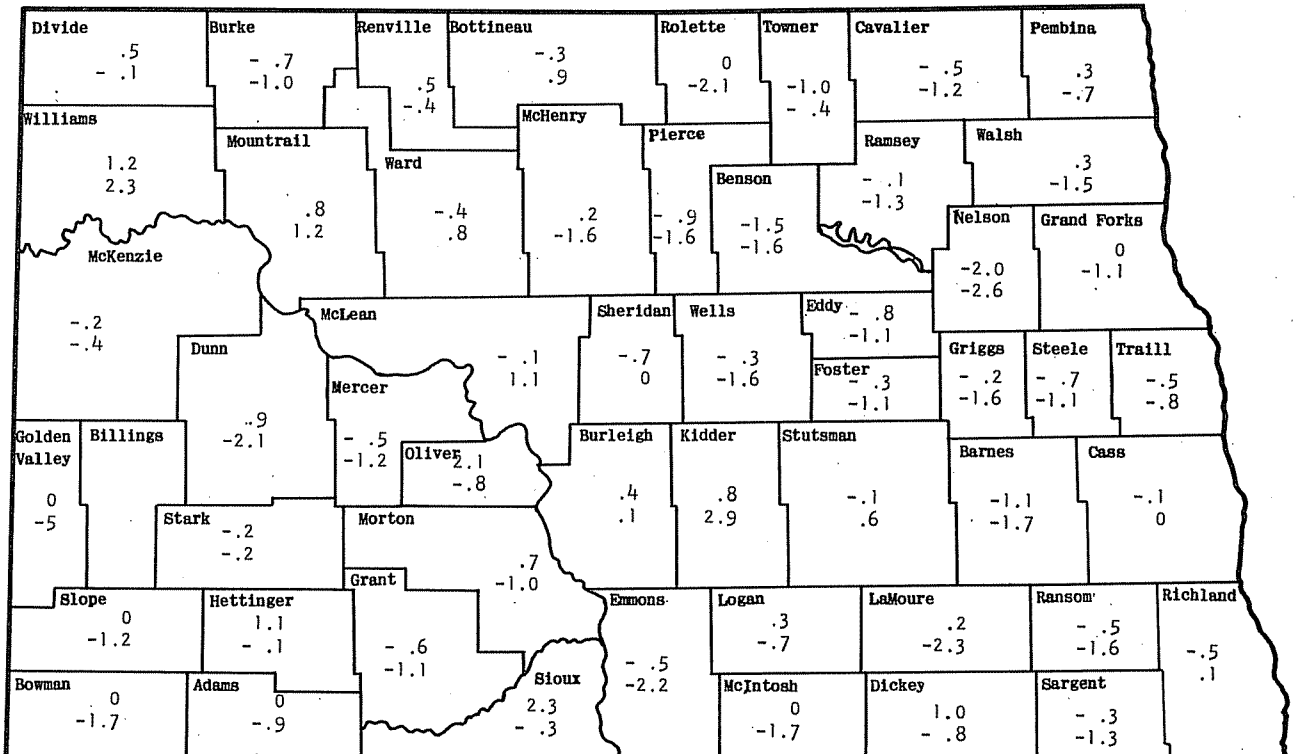 Divide
.5
- .1
Burke
- .7
-1.0
Renville
.5
-.4
Bottineau
-.3
.9
Rolette
0
-2.1
Towner
-1.0
- .4
Cavalier
- .5
-1.2
Pembina
.3
-.7
Williams
1.2
2.3
Mountrail
.8
1.2
Ward
-.4
.8
McHenry
.2
-1.6
Pierce
- .9
-1.6
Benson
-1.5
-1.6
Ramsey
- .1
-1.3
Walsh
.3
-1.5
Nelson
-2.0
-2.6
Grand Forks
0
-1.1
McKenzie
-.2
-.4
Dunn
.9
-2.1
McLean
- .1
1.1
Mercer
- .5
-1.2
Oliver
2.1
-.8
Sheridan
-.7
0
Wells
- .3
-1.6
Eddy
- .8
-1.1
Foster
- .3
-1.1
Griggs
- .2
-1.6
Steele
- .7
-1.1
Traill
-.5
-.8
Golden
Valley
0
-5
Billings
Stark
-.2
-.2
Morton
.7
-1.0
Burleigh
.4
.1
Kidder
.8
2.9
Stutsman
-.1
.6
Barnes
-1.1
-1.7
Cass
-.1
0
Slope
0
-1.2
Hettinger
1.1
- .1
Grant
- .6
-1.1
Emmons
- .5
-2.2
Logan
.3
-.7
LaMoure
.2
-2.3
Ransom
- .5
-1.6
Richland
-.5
.1
Bowman
0
-1.7
Adams
0
-.9
Sioux
2.3
- .3
McIntosh
0
-1.7
Dickey
1.0
- .8
Sargent
- .3
-1.3